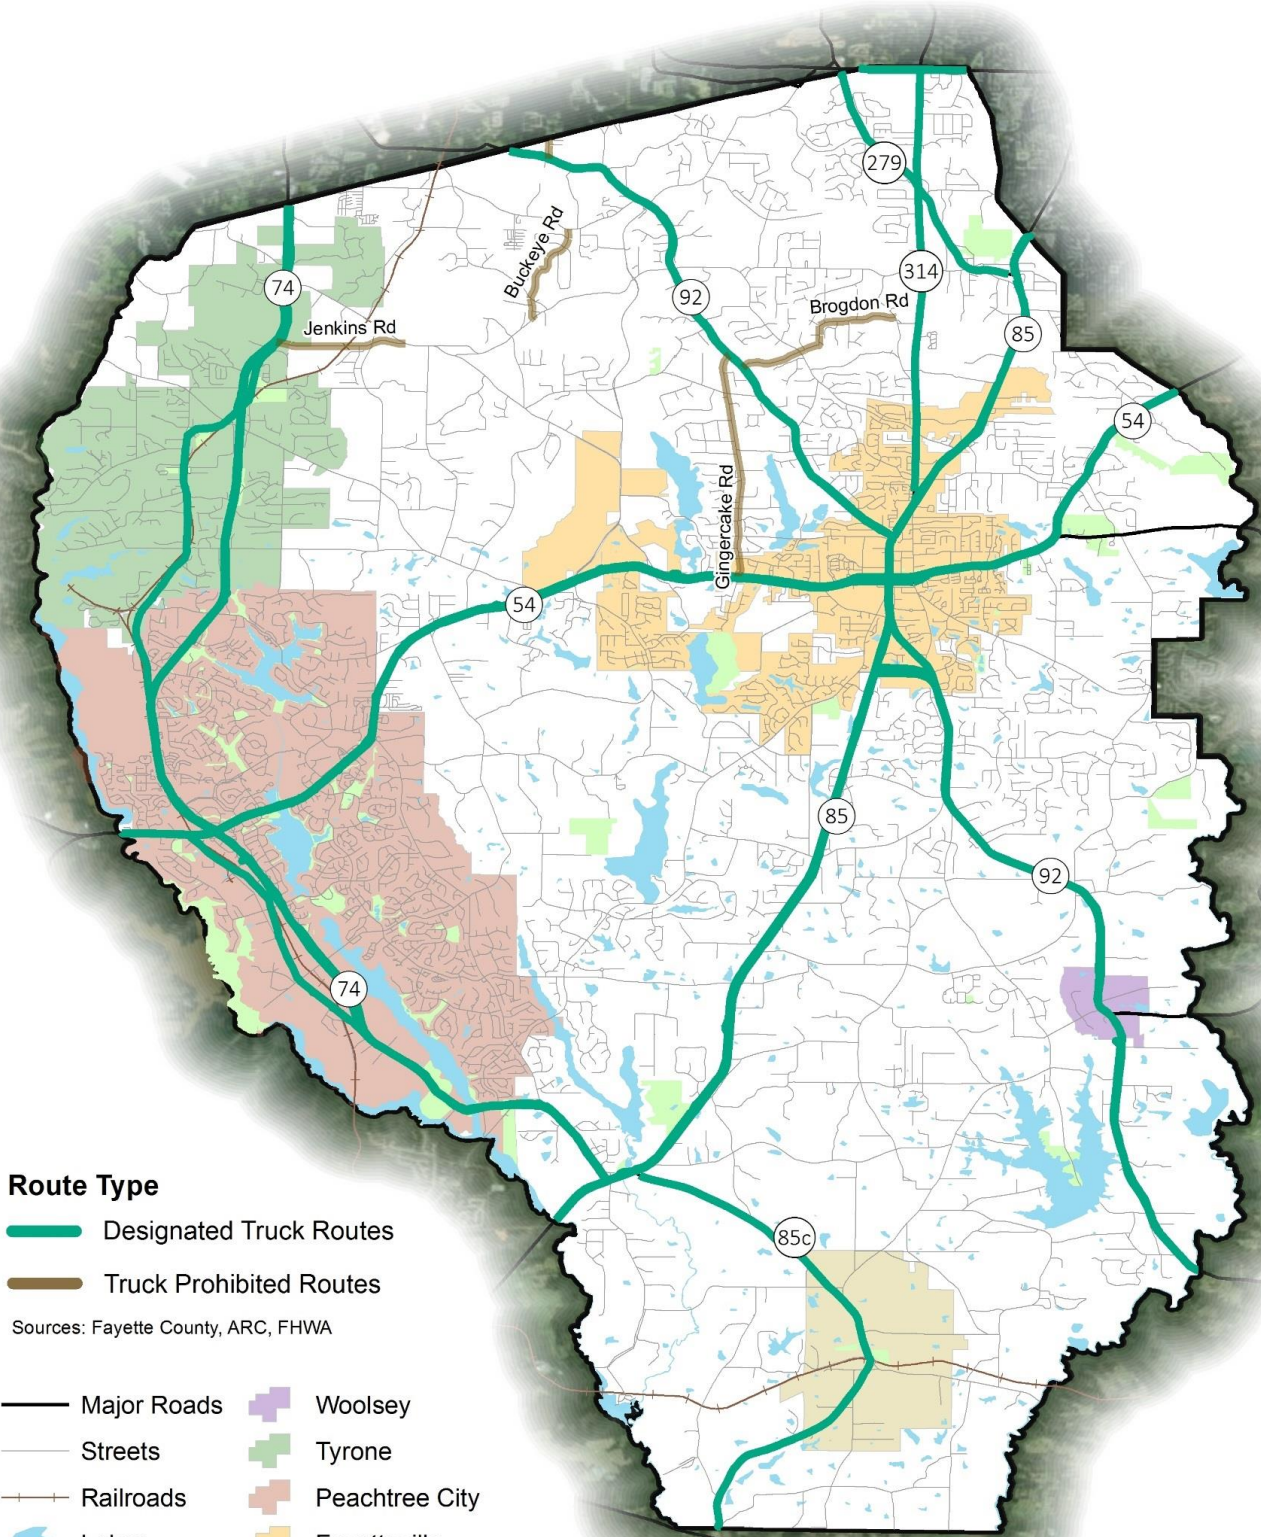 279
314
74
Buckeye Rd
92
Brogdon Rd
Jenkins Rd
85
54
Gingercake Rd
54
85
92
74
85c
Route Type
Designated Truck Routes
Truck Prohibited Routes
Sources: Fayette County, ARC, FHWA
Major Roads
Woolsey
Streets
Tyrone
Railroads
Peachtree City